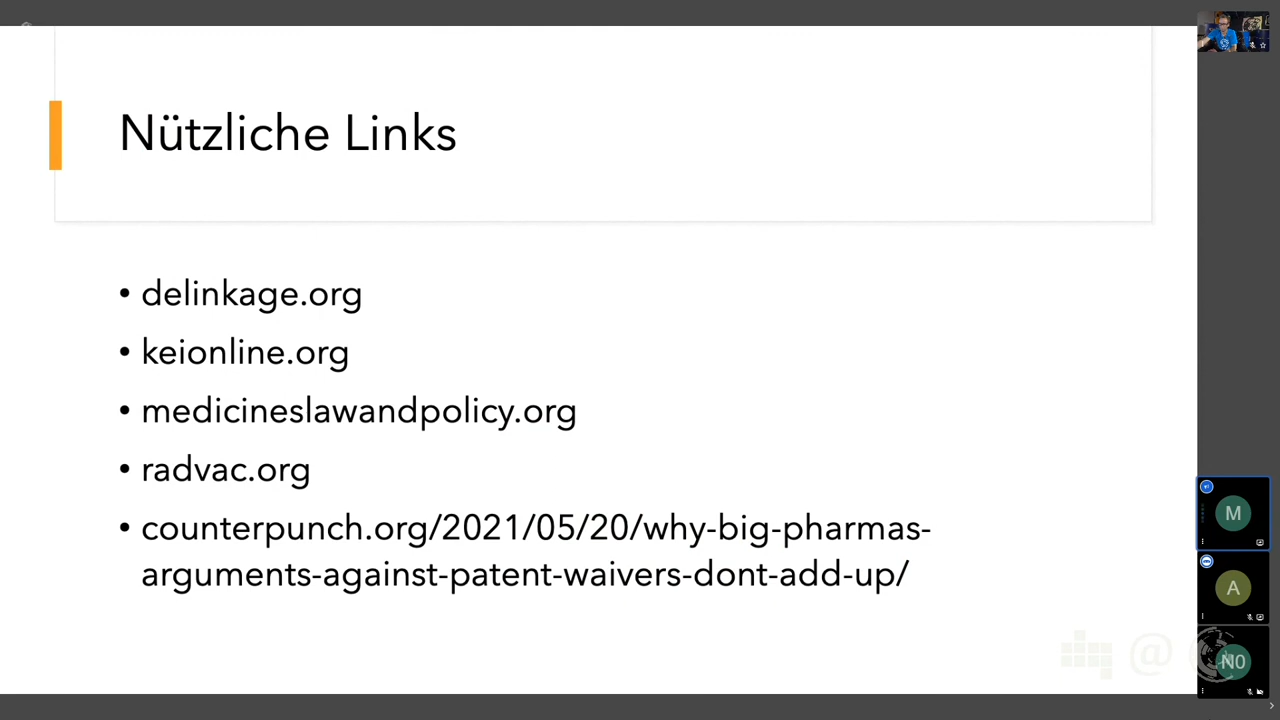 Nützliche Links
• delinkage.org
• keionline.org
• medicineslawandpolicy.org
• radvac.org
• counterpunch.org/2021/05/20/why-big-pharmas-
arguments-against-patent-waivers-dont-add-up/
M
A
@
N0